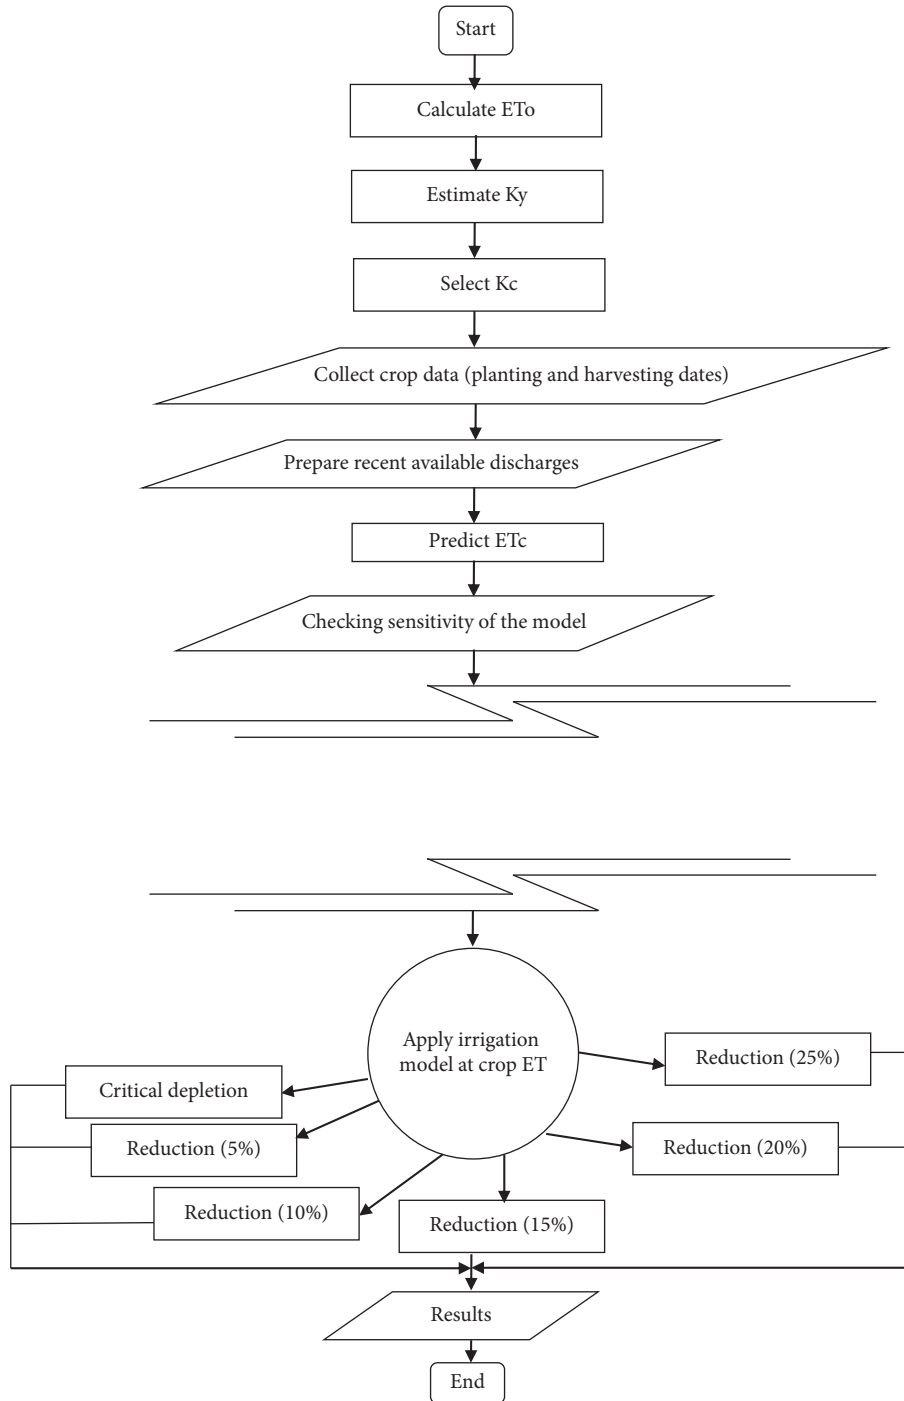 Start
Calculate ETo
Estimate Ky
Select Kc
Collect crop data (planting and harvesting dates)
Prepare recent available discharges
Predict ETc
Checking sensitivity of the model
Apply irrigation
model at crop ET
Reduction (25%)
Critical depletion
Reduction (5%)
Reduction (20%)
Reduction (10%)
Reduction (15%)
Results
End